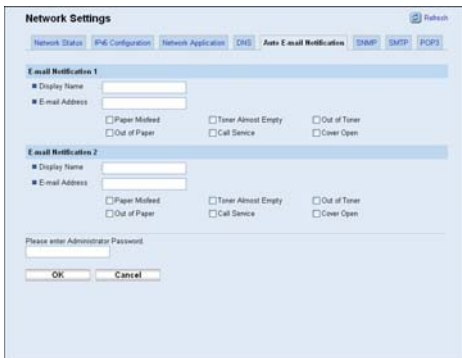 Network Settings
Refresh
Network Status IPv6 Configuration Network Application DNS Auto E-mail Notification SNMP SMTP POP3
E-mail Notification 1
Display Name
E-mail Address
Paper Misfeed Toner Almost Empty Out of Toner
Out of Paper Call Service Cover Open
E-mail Notification 2
Display Name
E-mail Address
Paper Misfeed Toner Almost Empty Out of Toner
Out of Paper Call Service Cover Open
Please enter Administrator Password.
OK Cancel